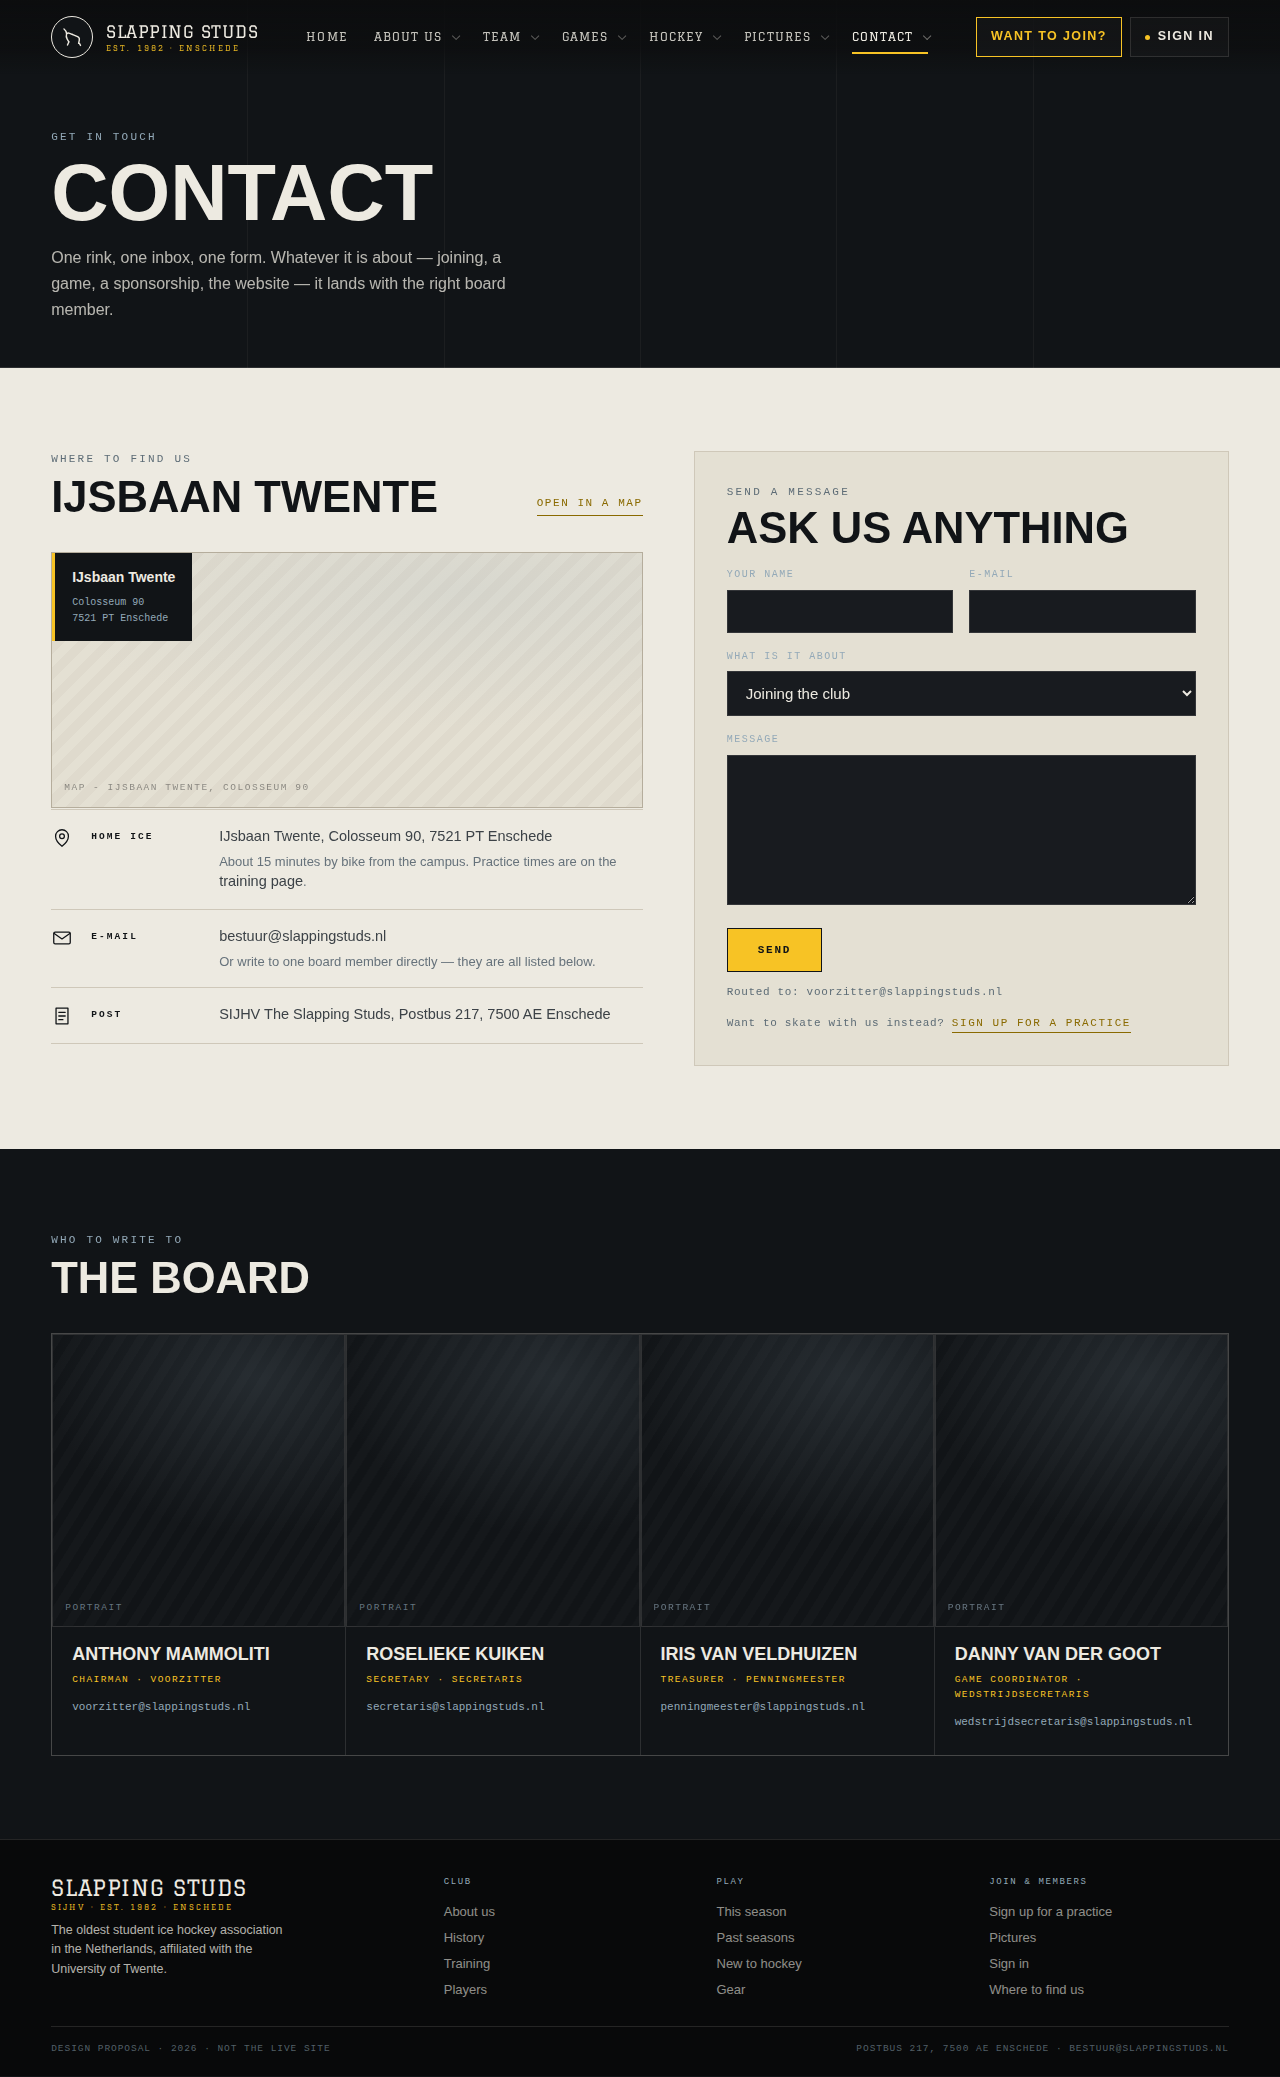 SLAPPING STUDS
EST. 1982 · ENSCHEDE
HOME
ABOUT US
TEAM
GAMES
HOCKEY
PICTURES
CONTACT
WANT TO JOIN?
SIGN IN
GET IN TOUCH
CONTACT
One rink, one inbox, one form. Whatever it is about — joining, a
game, a sponsorship, the website — it lands with the right board
member.
WHERE TO FIND US
IJSBAAN TWENTE
OPEN IN A MAP
IJsbaan Twente
Colosseum 90
7521 PT Enschede
MAP - IJSBAAN TWENTE, COLOSSEUM 90
HOME ICE
IJsbaan Twente, Colosseum 90, 7521 PT Enschede
About 15 minutes by bike from the campus. Practice times are on the
training page.
E-MAIL
bestuur@slappingstuds.nl
Or write to one board member directly — they are all listed below.
POST
SIJHV The Slapping Studs, Postbus 217, 7500 AE Enschede
SEND A MESSAGE
ASK US ANYTHING
YOUR NAME
E-MAIL
WHAT IS IT ABOUT
Joining the club
MESSAGE
SEND
Routed to: voorzitter@slappingstuds.nl
Want to skate with us instead? SIGN UP FOR A PRACTICE
WHO TO WRITE TO
THE BOARD
PORTRAIT
ANTHONY MAMMOLITI
CHAIRMAN · VOORZITTER
voorzitter@slappingstuds.nl
PORTRAIT
ROSELIEKE KUIKEN
SECRETARY · SECRETARIS
secretaris@slappingstuds.nl
PORTRAIT
IRIS VAN VELDHUIZEN
TREASURER · PENNINGMEESTER
penningmeester@slappingstuds.nl
PORTRAIT
DANNY VAN DER GOOT
GAME COORDINATOR ·
WEDSTRIJDSECRETARIS
wedstrijdsecretaris@slappingstuds.nl
SLAPPING STUDS
SIJHV · EST. 1982 · ENSCHEDE
The oldest student ice hockey association
in the Netherlands, affiliated with the
University of Twente.
CLUB
About us
History
Training
Players
PLAY
This season
Past seasons
New to hockey
Gear
JOIN & MEMBERS
Sign up for a practice
Pictures
Sign in
Where to find us
DESIGN PROPOSAL · 2026 · NOT THE LIVE SITE
POSTBUS 217, 7500 AE ENSCHEDE · BESTUUR@SLAPPINGSTUDS.NL